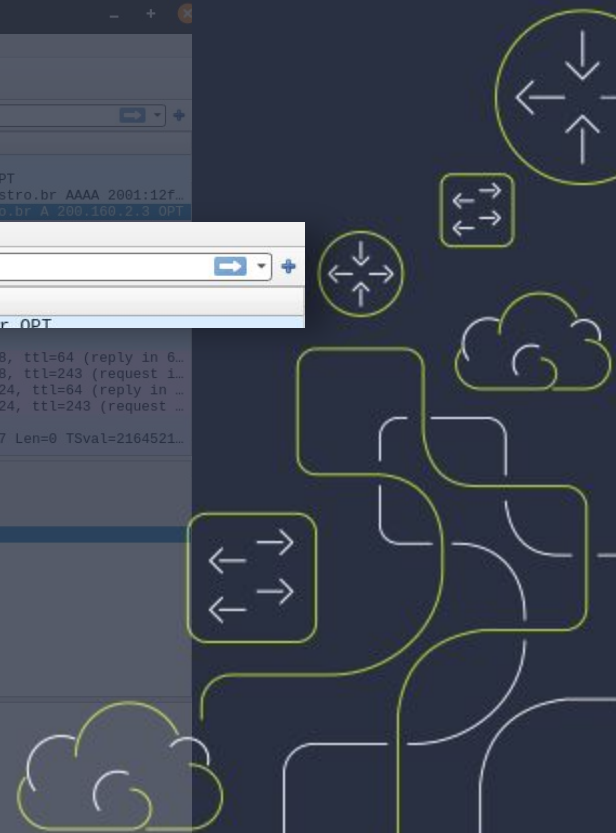 PT
stro.br AAAA 2001:12f…
o.br A 200.160.2.3 OPT
r OPT
8, ttl=64 (reply in 6…
8, ttl=243 (request i…
24, ttl=64 (reply in …
24, ttl=243 (request …
7 Len=0 TSval=2164521…